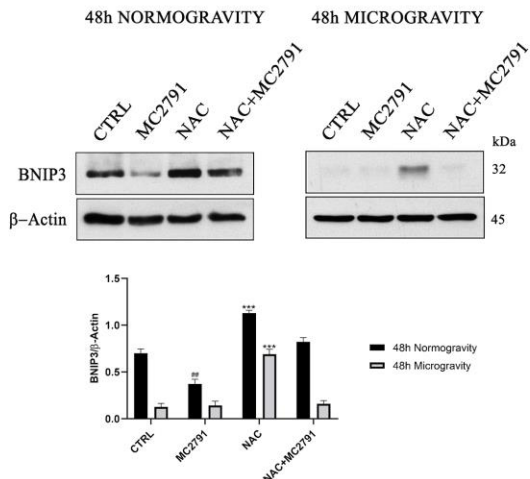 48h NORMOGRAVITY
48h MICROGRAVITY
CTRL
MC2791
NAC
NAC+MC2791
CTRL
MC2791
NAC
NAC+MC2791
kDa
BNIP3
32
β-Actin
45
BNIP3/β-Actin
1.5
1.0
0.5
0.0
***
##
***
48h Normogravity
48h Microgravity
CTRL
MC2791
NAC
NAC+MC2791